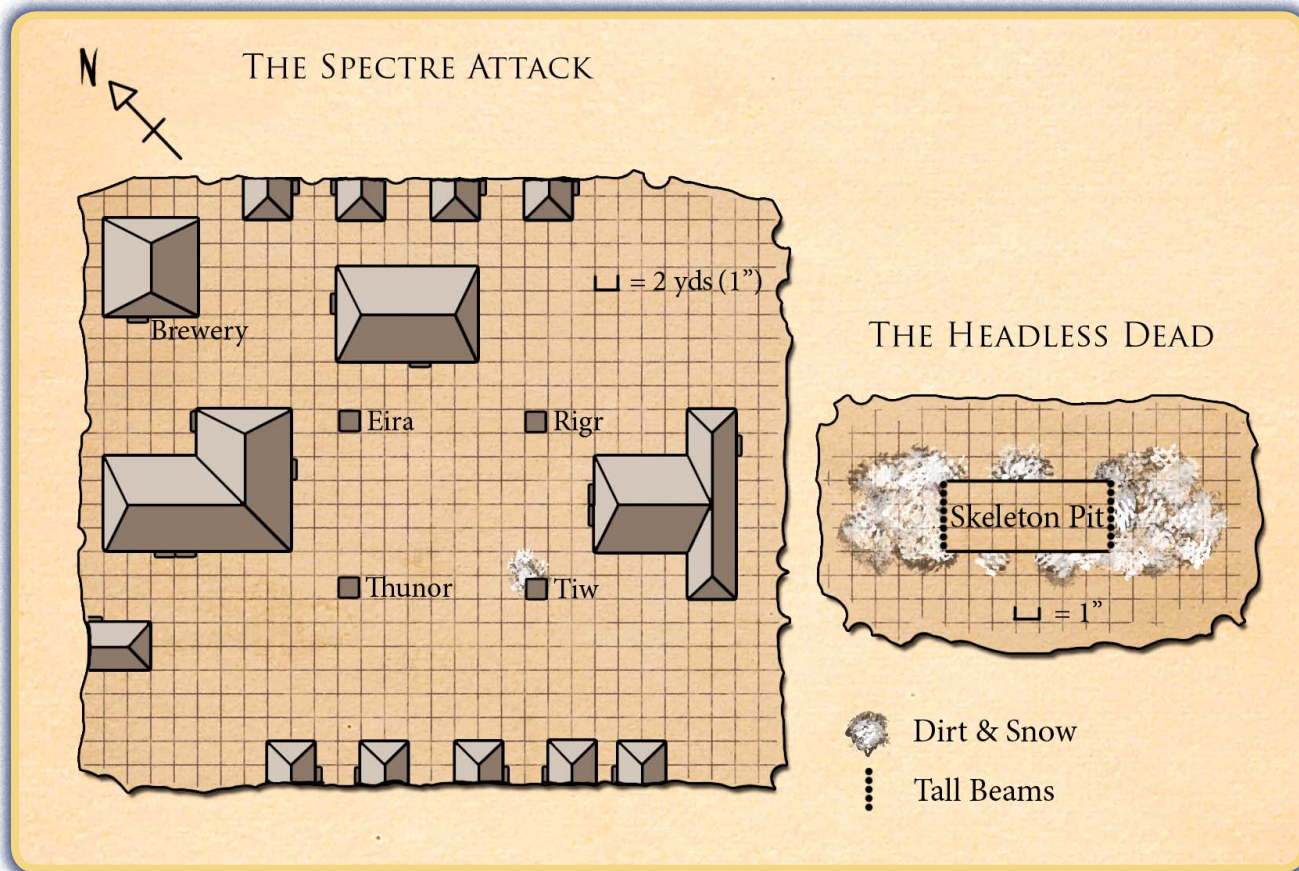 N
THE SPECTRE ATTACK
= 2 yds (1”)
Brewery
Eira
Rigr
Thunor
Tiw
THE HEADLESS DEAD
Skeleton Pit
= 1”
Dirt & Snow
Tall Beams